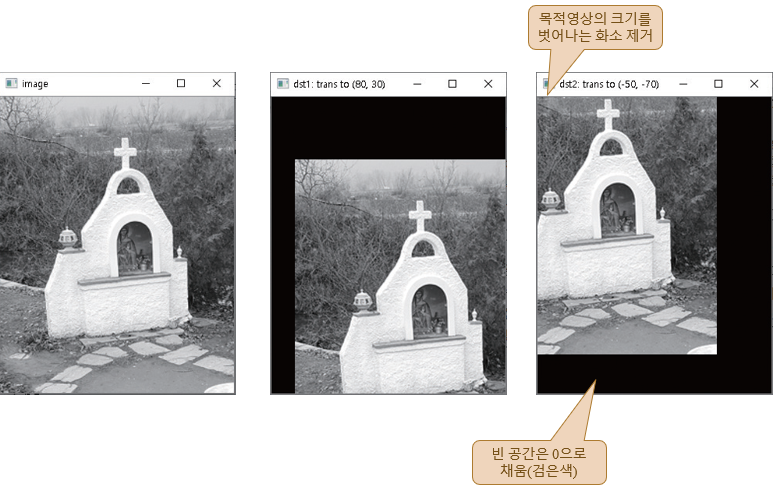 목적영상의 크기를
벗어나는 화소 제거
image
dst1: trans to (80, 30)
dst2: trans to (-50, -70)
빈 공간은 0으로
채움(검은색)